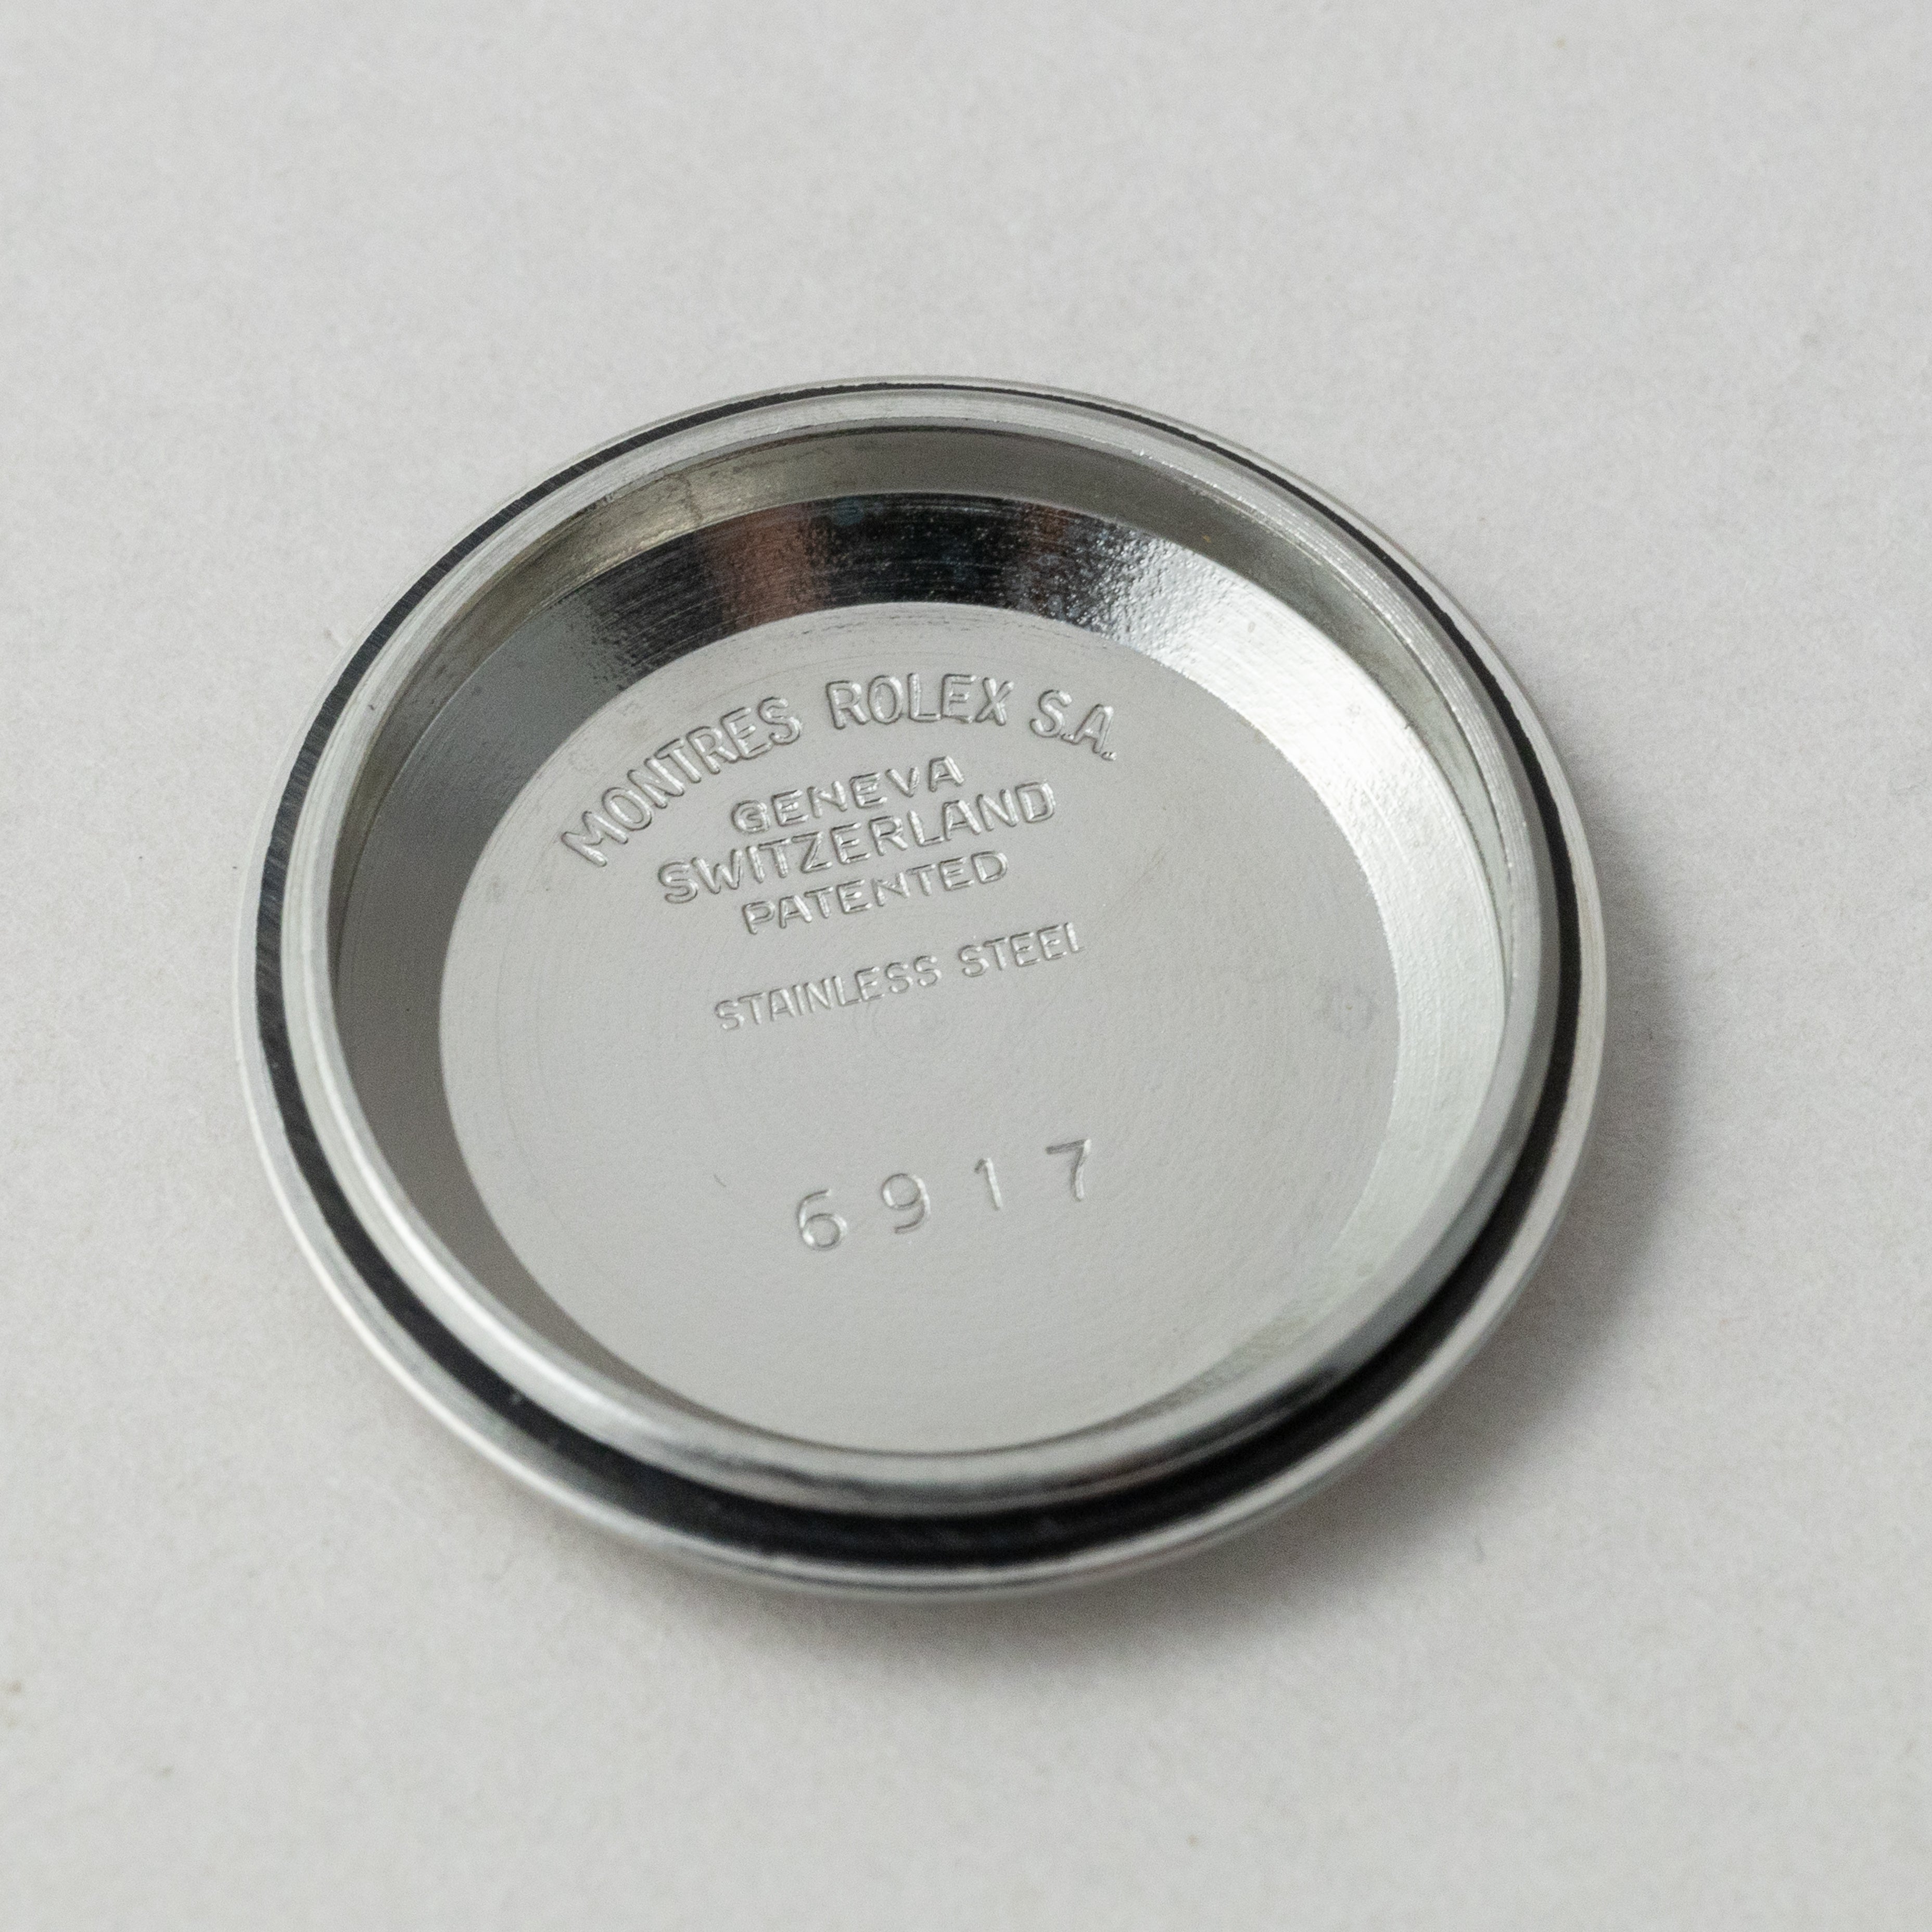 MONTRES ROLEX S.A.
GENEVA
SWITZERLAND
PATENTED
STAINLESS STEEL
6917